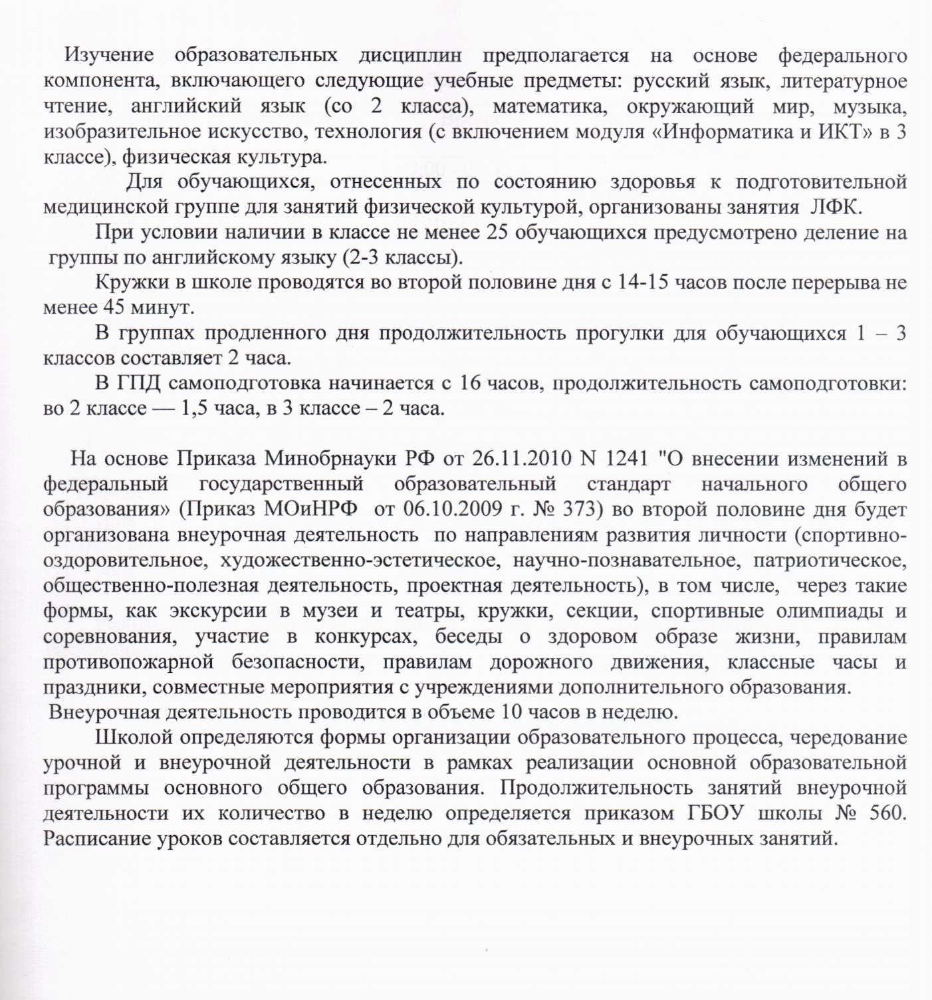 Изучение образовательных дисциплин предполагается на основе федерального
компонента, включающего следующие учебные предметы: русский язык, литературное
чтение, английский язык (со 2 класса), математика, окружающий мир, музыка,
изобразительное искусство, технология (с включением модуля «Информатика и ИКТ» в 3
классе), физическая культура.
Для обучающихся, отнесенных по состоянию здоровья к подготовительной
медицинской группе для занятий физической культурой, организованы занятия ЛФК.
При условии наличии в классе не менее 25 обучающихся предусмотрено деление на
группы по английскому языку (2-3 классы).
Кружки в школе проводятся во второй половине дня с 14-15 часов после перерыва не
менее 45 минут.
В группах продленного дня продолжительность прогулки для обучающихся 1 – 3
классов составляет 2 часа.
В ГПД самоподготовка начинается с 16 часов, продолжительность самоподготовки:
во 2 классе — 1,5 часа, в 3 классе – 2 часа.
На основе Приказа Минобрнауки РФ от 26.11.2010 N 1241 "О внесении изменений в
федеральный государственный образовательный стандарт начального общего
образования» (Приказ МОиНРФ от 06.10.2009 г. № 373) во второй половине дня будет
организована внеурочная деятельность по направлениям развития личности (спортивно-
оздоровительное, художественно-эстетическое, научно-познавательное, патриотическое,
общественно-полезная деятельность, проектная деятельность), в том числе, через такие
формы, как экскурсии в музеи и театры, кружки, секции, спортивные олимпиады и
соревнования, участие в конкурсах, беседы о здоровом образе жизни, правилам
противопожарной безопасности, правилам дорожного движения, классные часы и
праздники, совместные мероприятия с учреждениями дополнительного образования.
Внеурочная деятельность проводится в объеме 10 часов в неделю.
Школой определяются формы организации образовательного процесса, чередование
урочной и внеурочной деятельности в рамках реализации основной образовательной
программы основного общего образования. Продолжительность занятий внеурочной
деятельности их количество в неделю определяется приказом ГБОУ школы № 560.
Расписание уроков составляется отдельно для обязательных и внеурочных занятий.